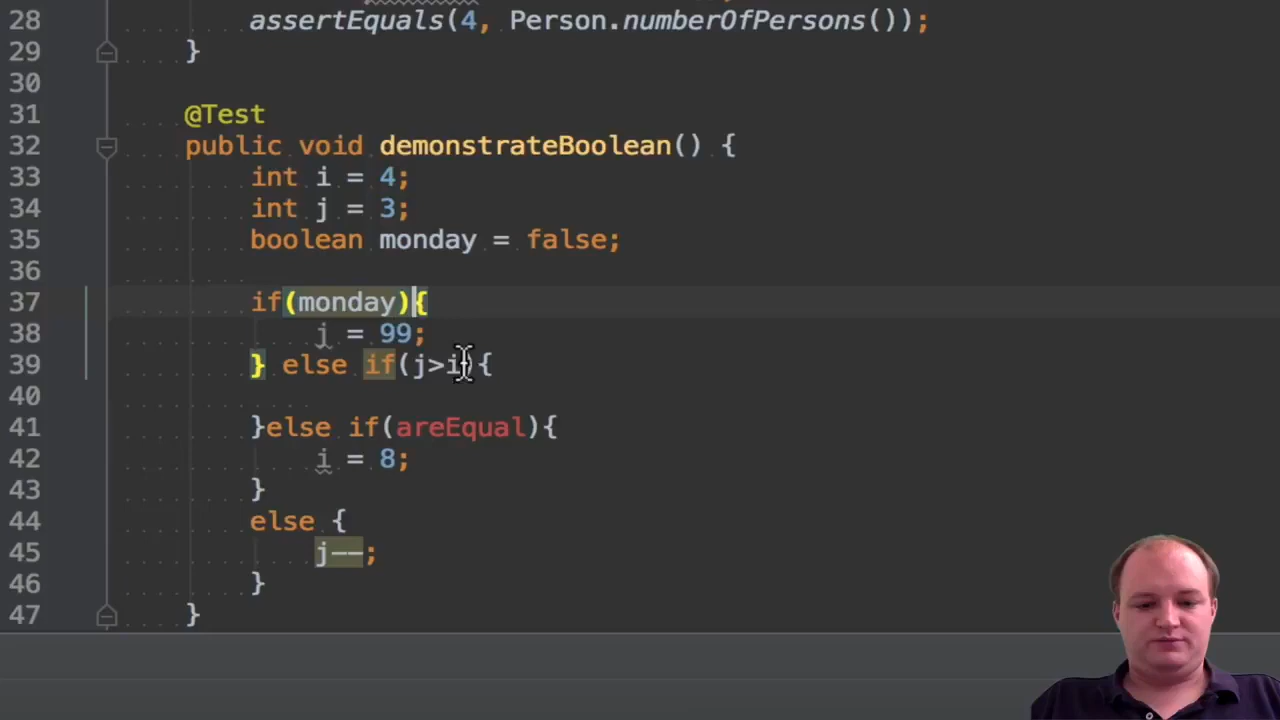 28 assertEquals(4, Person.numberOfPersons());
29 }
30
31 @Test
32 public void demonstrateBoolean() {
33 int i = 4;
34 int j = 3;
35 boolean monday = false;
36
37 if(monday){
38 j = 99;
39 } else if(j>i){
40
41 }else if(areEqual){
42 i = 8;
43 }
44 else {
45 j--;
46 }
47 }